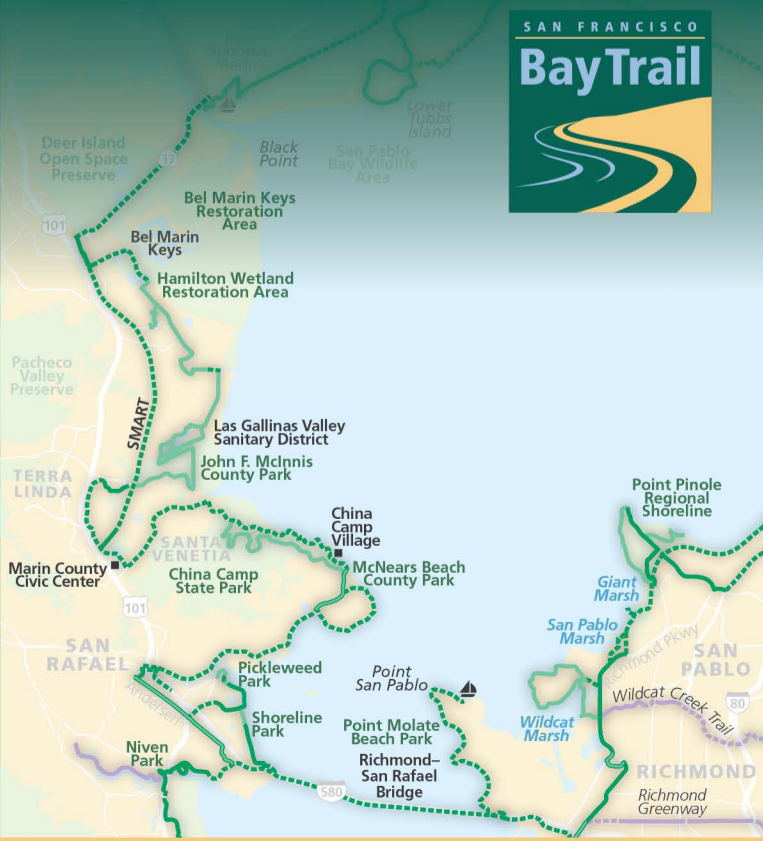 SAN FRANCISCO
Bay Trail
Lower
Tubbs
Island
Black
Point
San Pablo
Bay Wildlife
Area
Deer Island
Open Space
Preserve
37
101
Bel Marin Keys
Restoration
Area
Bel Marin
Keys
Hamilton Wetland
Restoration Area
Pacheco
Valley
Preserve
SMART
Las Gallinas Valley
Sanitary District
John F. McInnis
County Park
TERRA
LINDA
Point Pinole
Regional
Shoreline
China
Camp
Village
SANTA
VENETIA
Marin County
Civic Center
China Camp
State Park
McNears Beach
County Park
Giant
Marsh
101
San Pablo
Marsh
Richmond Pkwy
SAN
PABLO
SAN
RAFAEL
Pickleweed
Park
Point
San Pablo
Andersen
Wildcat Creek Trail
80
Shoreline
Park
Point Molate
Beach Park
Wildcat
Marsh
Niven
Park
Richmond–
San Rafael
Bridge
580
RICHMOND
Richmond
Greenway